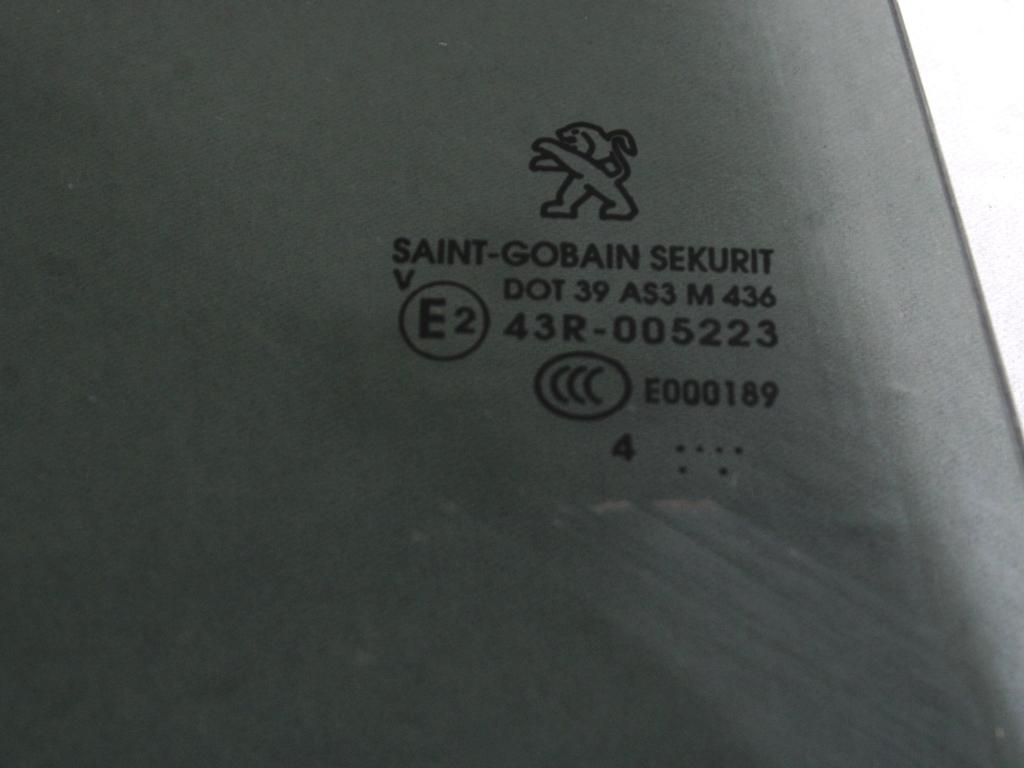 SAINT-GOBAIN SEKURIT
V
DOT 39 AS3 M 436
E2 43R-005223
CCC E000189
4